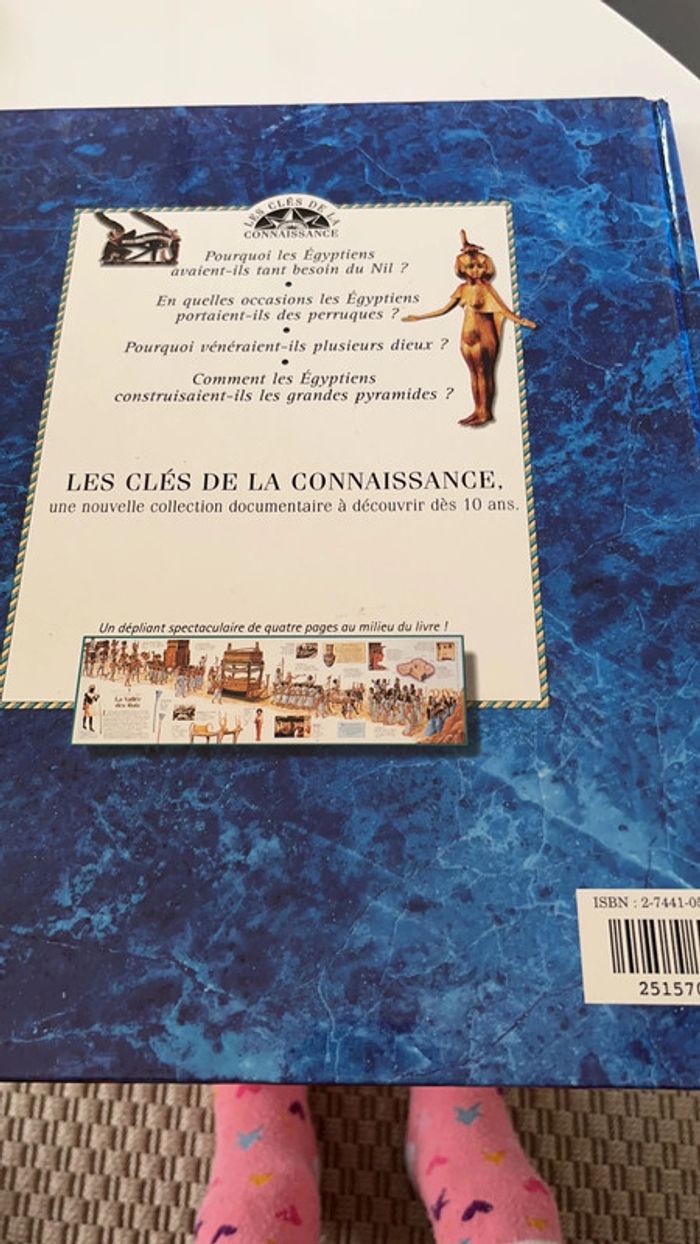 LES CLÉS DE LA
CONNAISSANCE
Pourquoi les Égyptiens
avaient-ils tant besoin du Nil ?
•
En quelles occasions les Égyptiens
portaient-ils des perruques ?
•
Pourquoi vénéraient-ils plusieurs dieux ?
•
Comment les Égyptiens
construisaient-ils les grandes pyramides ?
LES CLÉS DE LA CONNAISSANCE,
une nouvelle collection documentaire à découvrir dès 10 ans.
Un dépliant spectaculaire de quatre pages au milieu du livre !
La Vallée
des Rois
ISBN : 2-7441-05
251570